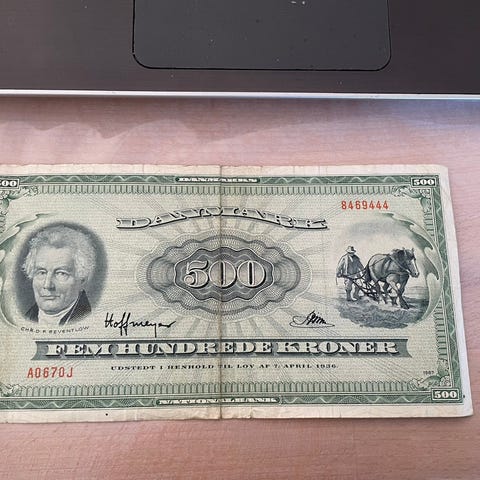 DANMARKS
500
500
DANMARK
8469444
500
CHR. D. F. REVENTLOW
Hoffmeyer
FEM HUNDREDE KRONER
A0670J
UDSTEDT I HENHOLD TIL LOV AF 7. APRIL 1936.
1967
NATIONALBANK
500